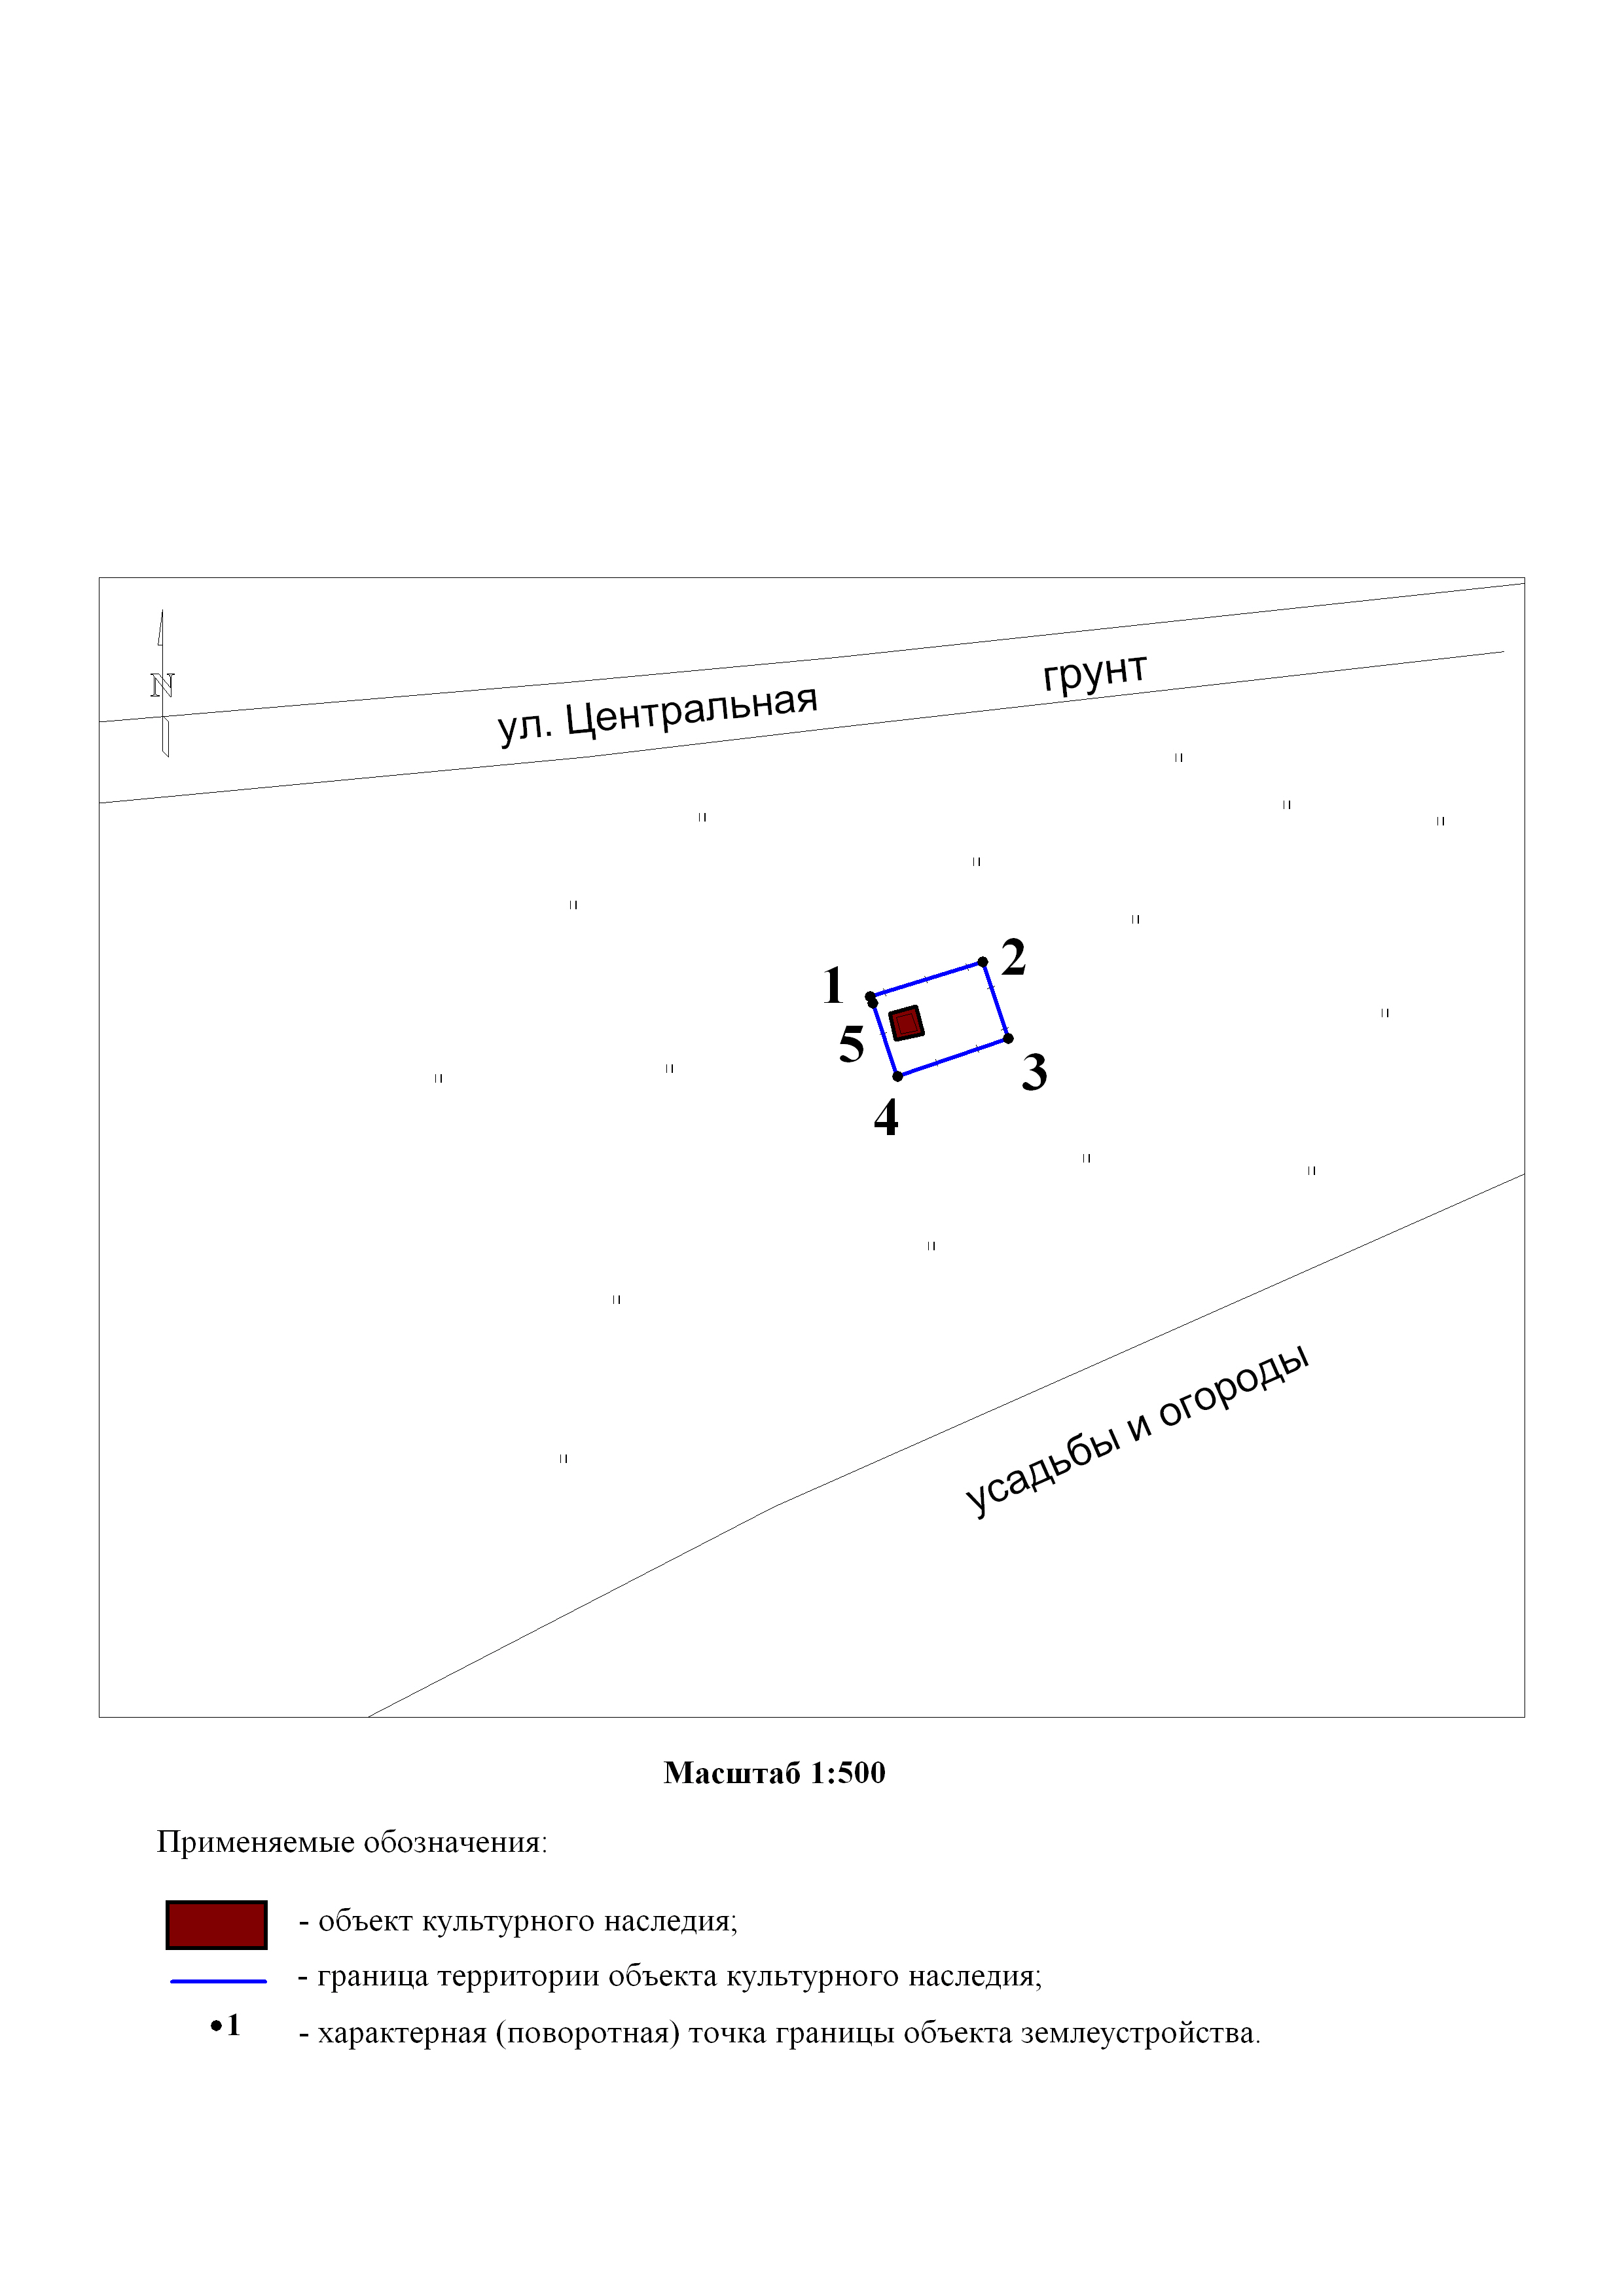 N
ул. Центральная
грунт
1
2
5
3
4
усадьбы и огороды
Масштаб 1:500
Применяемые обозначения:
- объект культурного наследия;
- граница территории объекта культурного наследия;
1 - характерная (поворотная) точка границы объекта землеустройства.